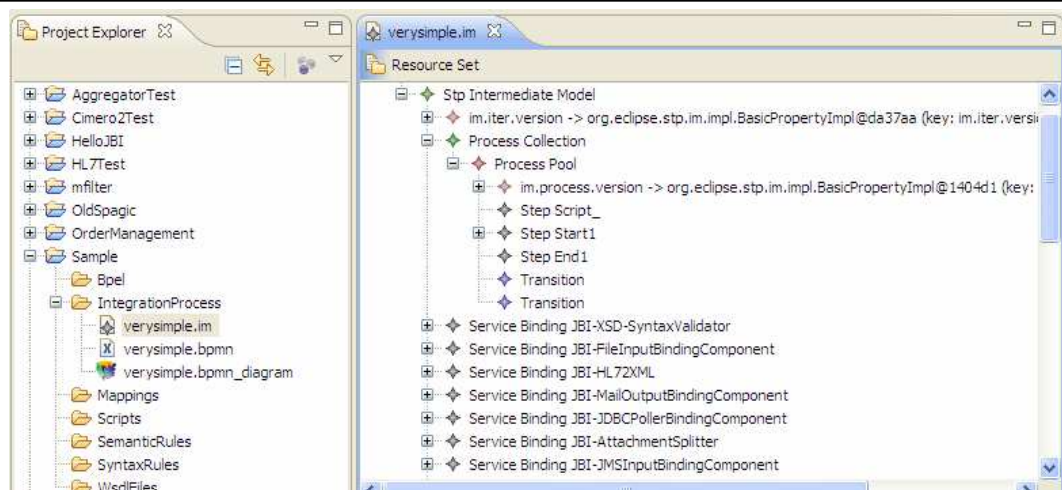 Project Explorer
AggregatorTest
Cimero2Test
HelloJBI
HL7Test
mfilter
OldSpagic
OrderManagement
Sample
Bpel
IntegrationProcess
verysimple.im
verysimple.bpmn
verysimple.bpmn_diagram
Mappings
Scripts
SemanticRules
SyntaxRules
WsdlFiles
verysimple.im
Resource Set
Stp Intermediate Model
im.iter.version -> org.eclipse.stp.im.impl.BasicPropertyImpl@da37aa (key: im.iter.versi
Process Collection
Process Pool
im.process.version -> org.eclipse.stp.im.impl.BasicPropertyImpl@1404d1 (key:
Step Script_
Step Start1
Step End1
Transition
Transition
Service Binding JBI-XSD-SyntaxValidator
Service Binding JBI-FileInputBindingComponent
Service Binding JBI-HL72XML
Service Binding JBI-MailOutputBindingComponent
Service Binding JBI-JDBCPollerBindingComponent
Service Binding JBI-AttachmentSplitter
Service Binding JBI-JMSInputBindingComponent